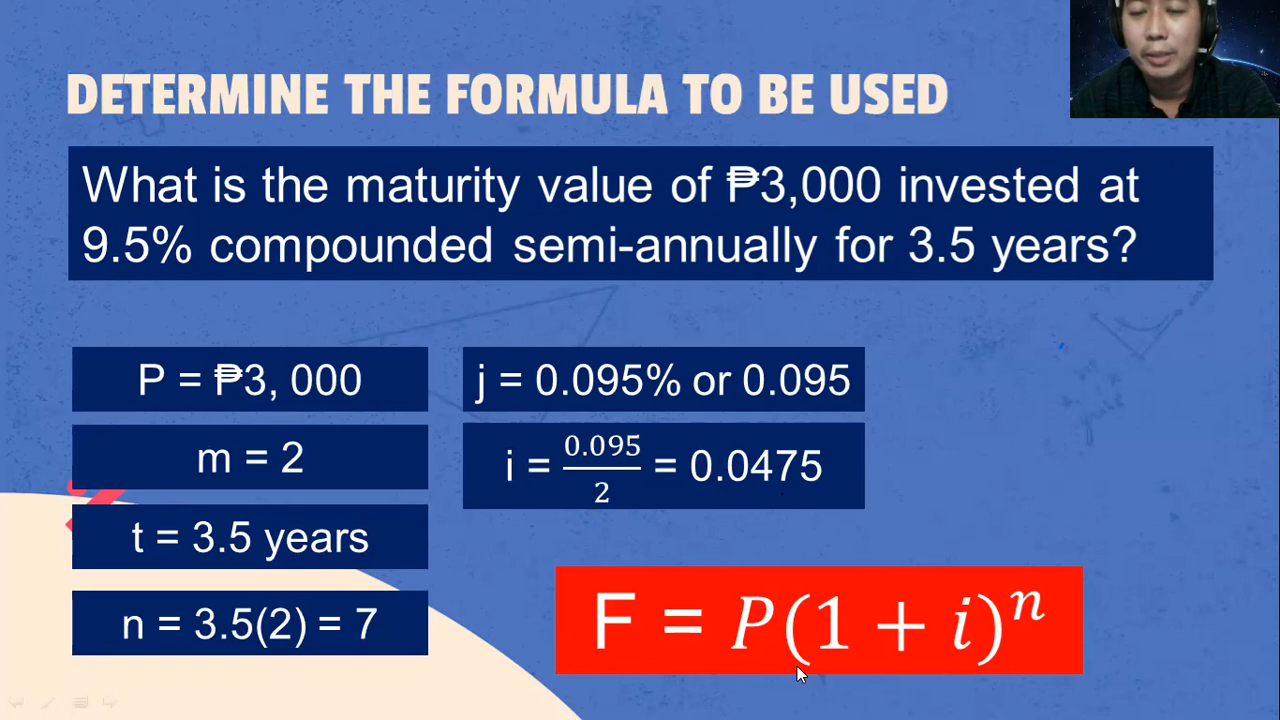 DETERMINE THE FORMULA TO BE USED
What is the maturity value of ₱3,000 invested at
9.5% compounded semi-annually for 3.5 years?
P = ₱3, 000
m = 2
t = 3.5 years
n = 3.5(2) = 7
j = 0.095% or 0.095
i = 0.095/2 = 0.0475
F = P(1 + i)^n